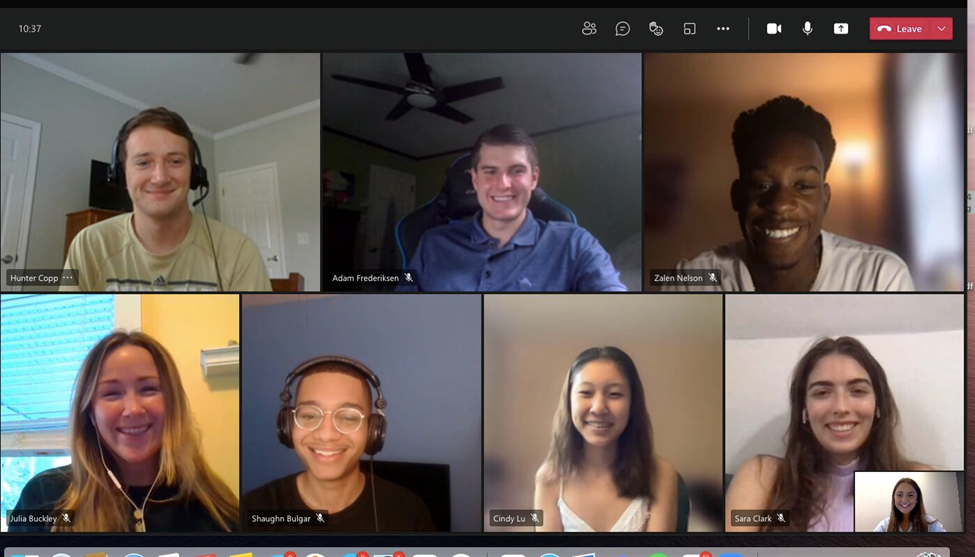 10:37
Leave
Hunter Copp ...
Adam Frederiksen
Zalen Nelson
Julia Buckley
Shaughn Bulgar
Cindy Lu
Sara Clark